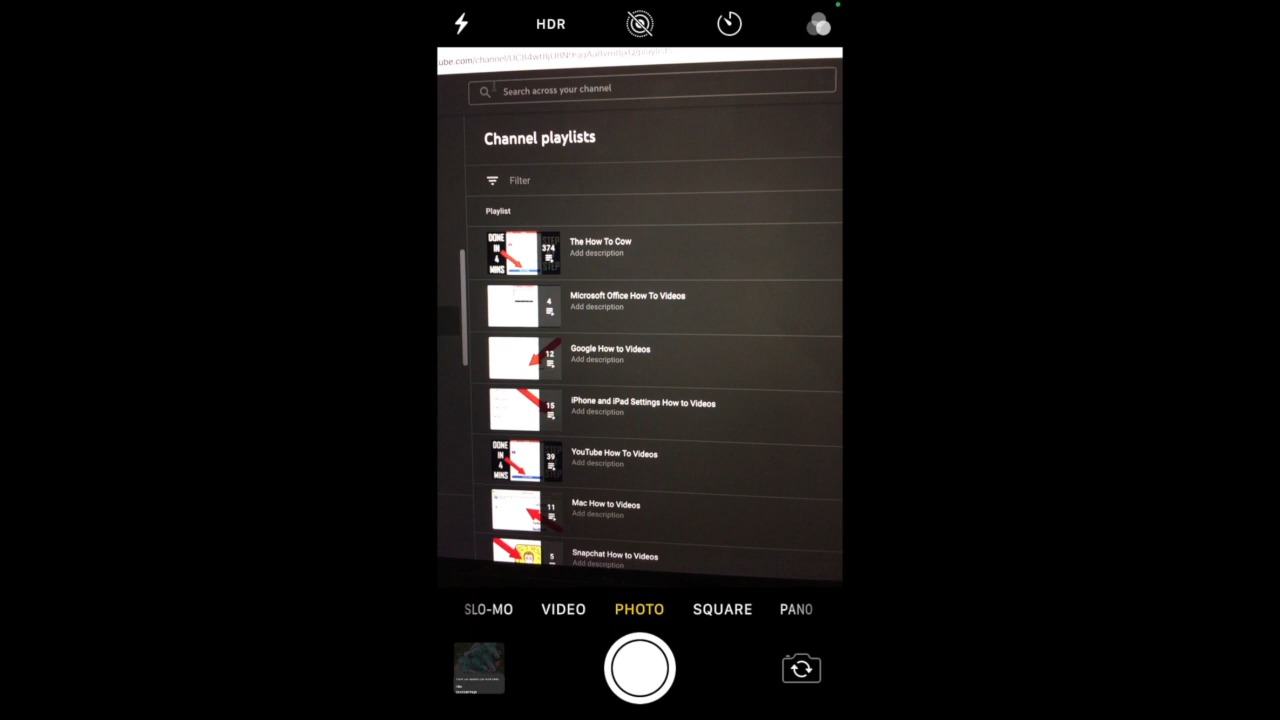 HDR
Search across your channel
Channel playlists
Filter
Playlist
DONE
IN
4
MINS
374
The How To Cow
Add description
4
Microsoft Office How To Videos
Add description
12
Google How to Videos
Add description
15
iPhone and iPad Settings How to Videos
Add description
DONE
IN
4
MINS
39
YouTube How To Videos
Add description
11
Mac How to Videos
Add description
5
Snapchat How to Videos
Add description
SLO-MO VIDEO PHOTO SQUARE PANO